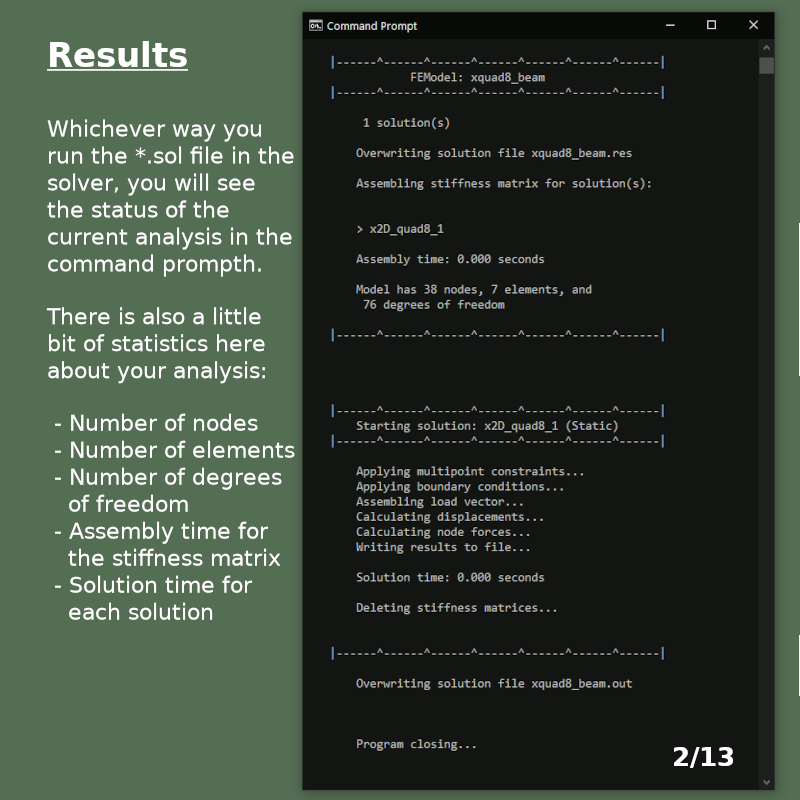 Results
Whichever way you
run the *.sol file in the
solver, you will see
the status of the
current analysis in the
command prompth.
There is also a little
bit of statistics here
about your analysis:
- Number of nodes
- Number of elements
- Number of degrees
of freedom
- Assembly time for
the stiffness matrix
- Solution time for
each solution
Command Prompt
|------^------^------^------^------^------^------|
FEModel: xquad8_beam
|------^------^------^------^------^------^------|
1 solution(s)
Overwriting solution file xquad8_beam.res
Assembling stiffness matrix for solution(s):
> x2D_quad8_1
Assembly time: 0.000 seconds
Model has 38 nodes, 7 elements, and
76 degrees of freedom
|------^------^------^------^------^------^------|
|------^------^------^------^------^------^------|
Starting solution: x2D_quad8_1 (Static)
|------^------^------^------^------^------^------|
Applying multipoint constraints...
Applying boundary conditions...
Assembling load vector...
Calculating displacements...
Calculating node forces...
Writing results to file...
Solution time: 0.000 seconds
Deleting stiffness matrices...
|------^------^------^------^------^------^------|
Overwriting solution file xquad8_beam.out
Program closing...
2/13